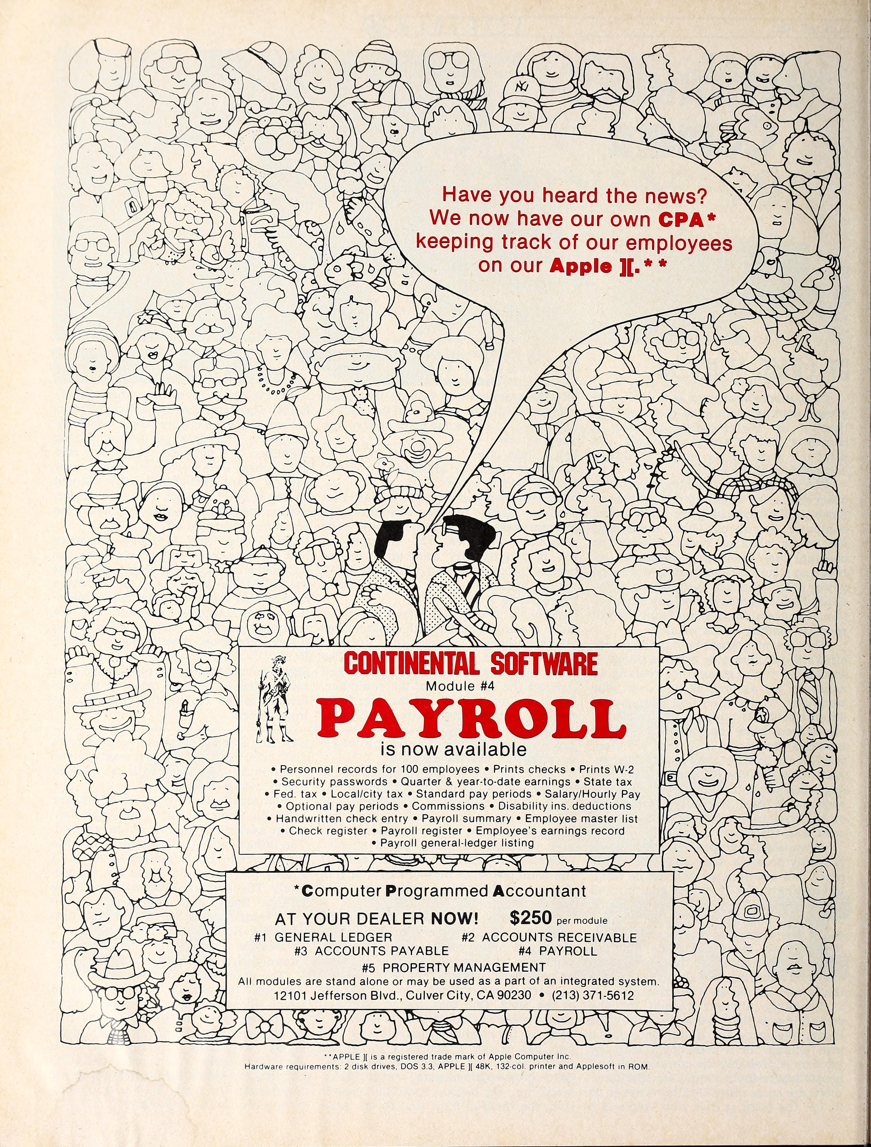 Have you heard the news?
We now have our own CPA*
keeping track of our employees
on our Apple ][.**
NY
CONTINENTAL SOFTWARE
Module #4
PAYROLL
is now available
• Personnel records for 100 employees • Prints checks • Prints W-2
• Security passwords • Quarter & year-to-date earnings • State tax
• Fed. tax • Local/city tax • Standard pay periods • Salary/Hourly Pay
• Optional pay periods • Commissions • Disability ins. deductions
• Handwritten check entry • Payroll summary • Employee master list
• Check register • Payroll register • Employee's earnings record
• Payroll general-ledger listing
*Computer Programmed Accountant
AT YOUR DEALER NOW! $250 per module
#1 GENERAL LEDGER #2 ACCOUNTS RECEIVABLE
#3 ACCOUNTS PAYABLE #4 PAYROLL
#5 PROPERTY MANAGEMENT
All modules are stand alone or may be used as a part of an integrated system.
12101 Jefferson Blvd., Culver City, CA 90230 • (213) 371-5612
**APPLE ][ is a registered trade mark of Apple Computer Inc.
Hardware requirements: 2 disk drives, DOS 3.3, APPLE ][ 48K, 132-col. printer and Applesoft in ROM.